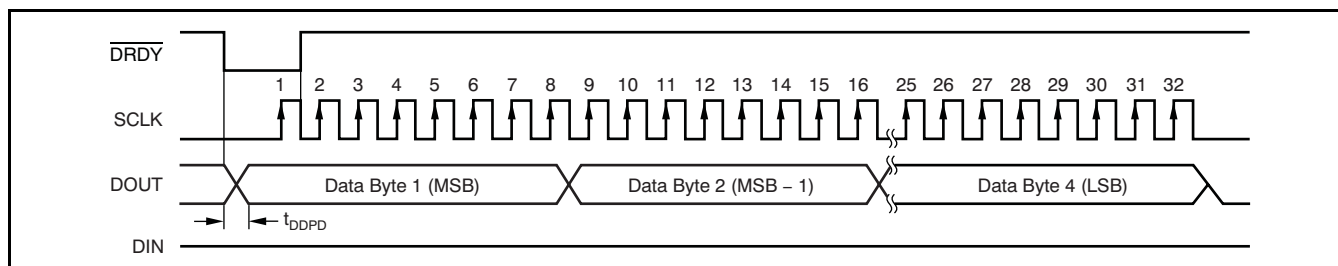 DRDY
1 2 3 4 5 6 7 8 9 10 11 12 13 14 15 16 25 26 27 28 29 30 31 32
SCLK
DOUT Data Byte 1 (MSB) Data Byte 2 (MSB − 1) Data Byte 4 (LSB)
tDDPD
DIN